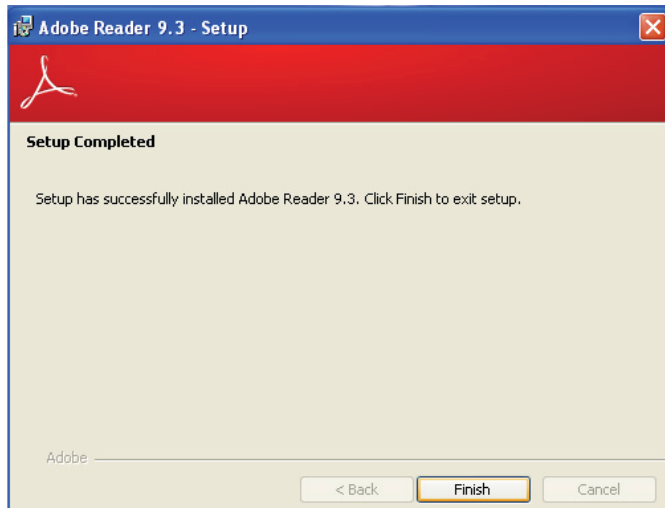 Adobe Reader 9.3 - Setup
Setup Completed
Setup has successfully installed Adobe Reader 9.3. Click Finish to exit setup.
Adobe
< Back
Finish
Cancel